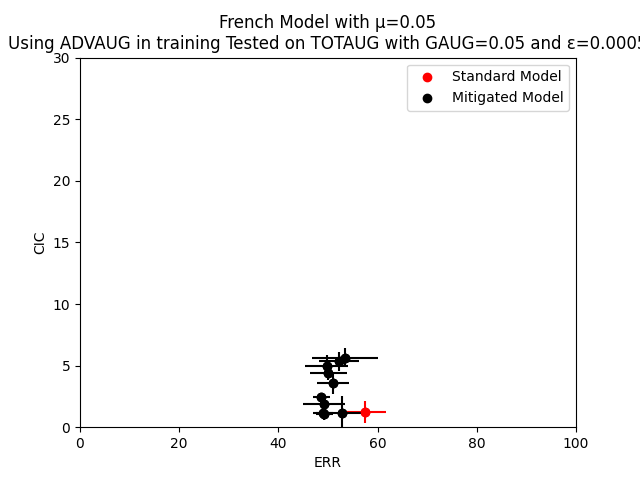 French Model with μ=0.05
Using ADVAUG in training Tested on TOTAUG with GAUG=0.05 and ε=0.0005
30
25
20
15
10
5
0
CIC
Standard Model
Mitigated Model
0 20 40 60 80 100
ERR